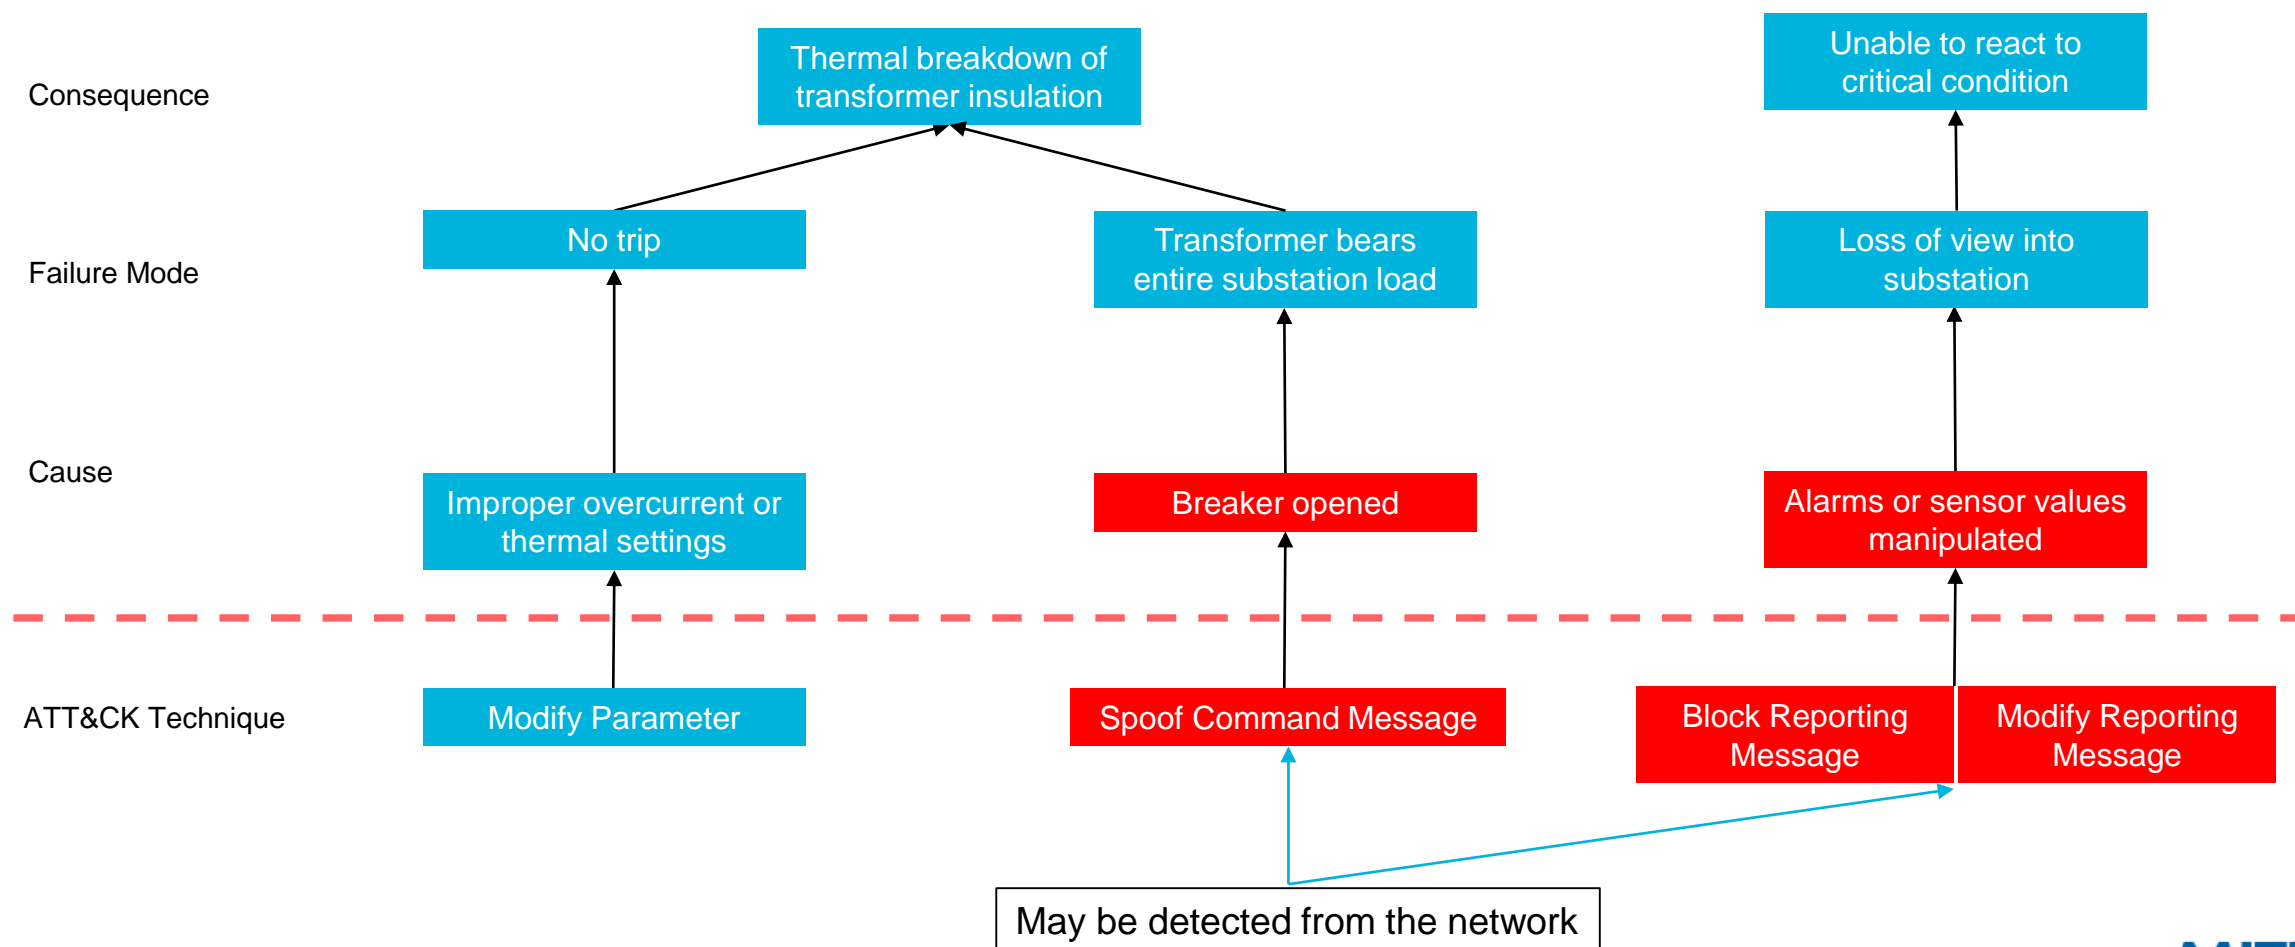 Consequence
Thermal breakdown of
transformer insulation
Unable to react to
critical condition
Failure Mode
No trip
Transformer bears
entire substation load
Loss of view into
substation
Cause
Improper overcurrent or
thermal settings
Breaker opened
Alarms or sensor values
manipulated
ATT&CK Technique
Modify Parameter
Spoof Command Message
Block Reporting
Message
Modify Reporting
Message
May be detected from the network